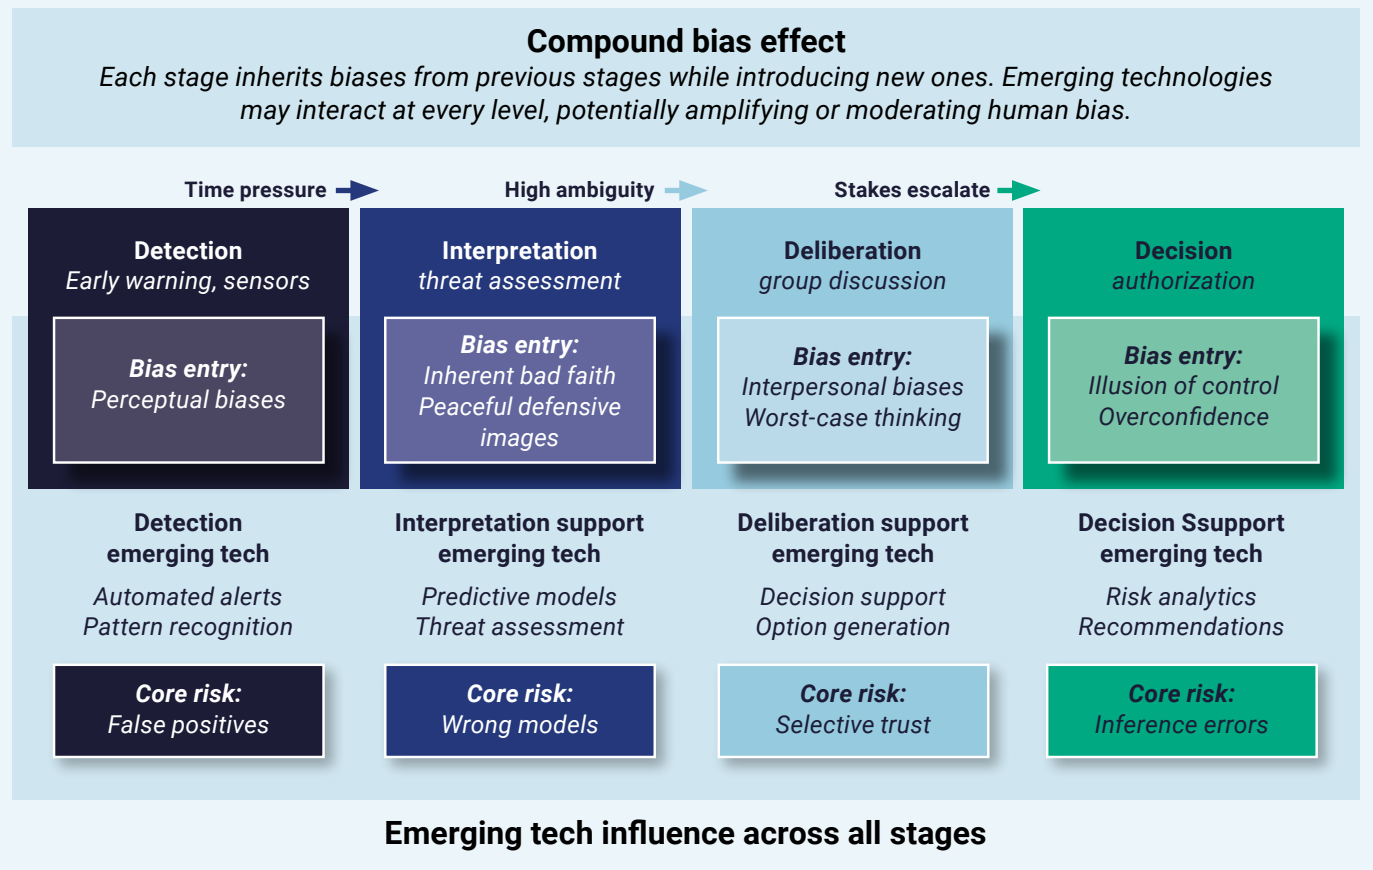 Compound bias effect
Each stage inherits biases from previous stages while introducing new ones. Emerging technologies
may interact at every level, potentially amplifying or moderating human bias.
Time pressure
High ambiguity
Stakes escalate
Detection
Early warning, sensors
Bias entry:
Perceptual biases
Interpretation
threat assessment
Bias entry:
Inherent bad faith
Peaceful defensive
images
Deliberation
group discussion
Bias entry:
Interpersonal biases
Worst-case thinking
Decision
authorization
Bias entry:
Illusion of control
Overconfidence
Detection
emerging tech
Automated alerts
Pattern recognition
Core risk:
False positives
Interpretation support
emerging tech
Predictive models
Threat assessment
Core risk:
Wrong models
Deliberation support
emerging tech
Decision support
Option generation
Core risk:
Selective trust
Decision Ssupport
emerging tech
Risk analytics
Recommendations
Core risk:
Inference errors
Emerging tech influence across all stages